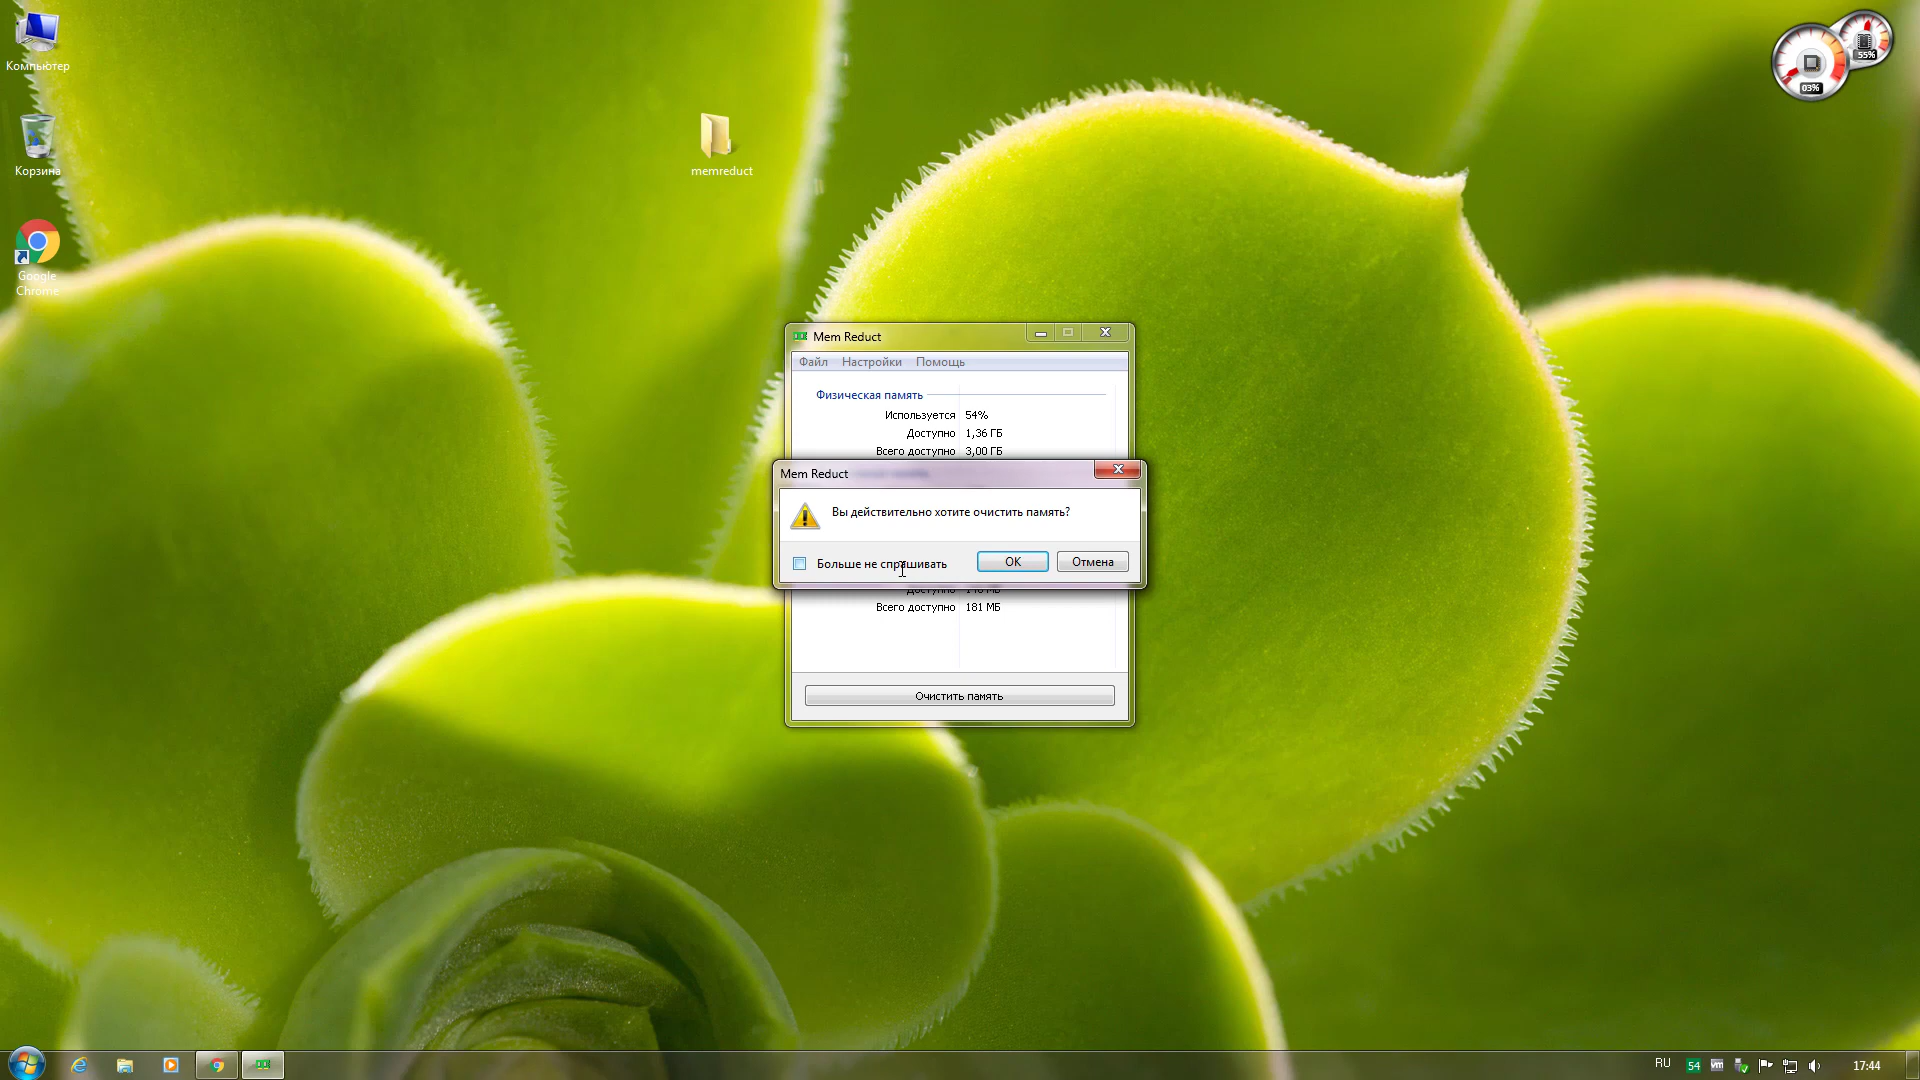 Компьютер
Корзина
Google
Chrome
memreduct
55%
03%
Mem Reduct
Файл Настройки Помощь
Физическая память
Используется 54%
Доступно 1,36 ГБ
Всего доступно 3,00 ГБ
Mem Reduct
Вы действительно хотите очистить память?
Больше не спрашивать
OK
Отмена
Всего доступно 181 МБ
Очистить память
RU
54
vm
17:44